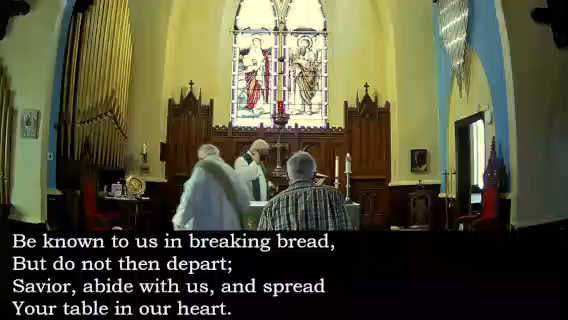 Be known to us in breaking bread,
But do not then depart;
Savior, abide with us, and spread
Your table in our heart.